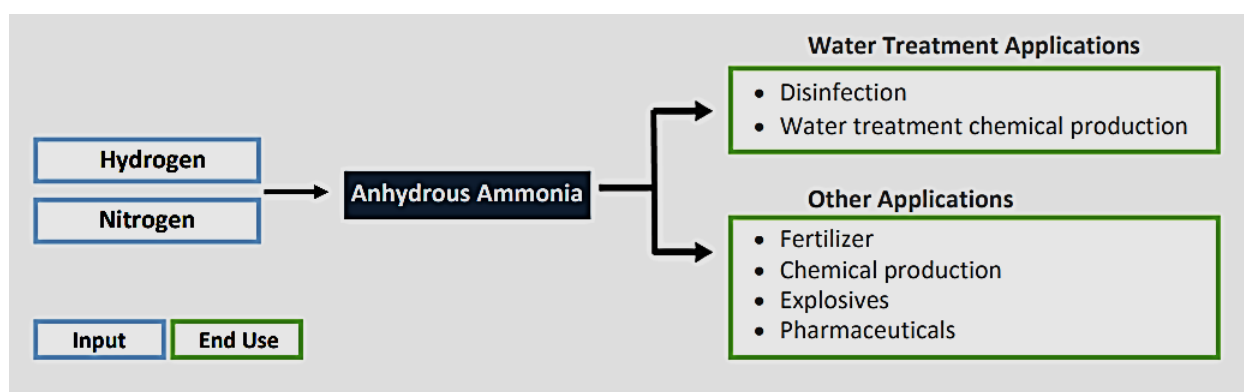 Water Treatment Applications
• Disinfection
• Water treatment chemical production
Hydrogen
Nitrogen
Anhydrous Ammonia
Other Applications
• Fertilizer
• Chemical production
• Explosives
• Pharmaceuticals
Input
End Use